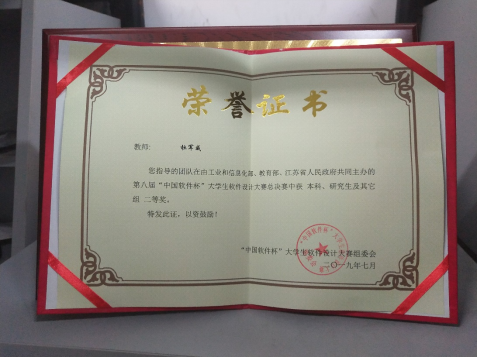 荣誉证书
教师: 杜军威
您指导的团队在由工业和信息化部、教育部、江苏省人民政府共同主办的
第八届“中国软件杯”大学生软件设计大赛总决赛中获 本科、研究生及其它
组 二等奖。
特发此证，以资鼓励！
“中国软件杯”大学生软件设计大赛组委会
二〇一九年七月